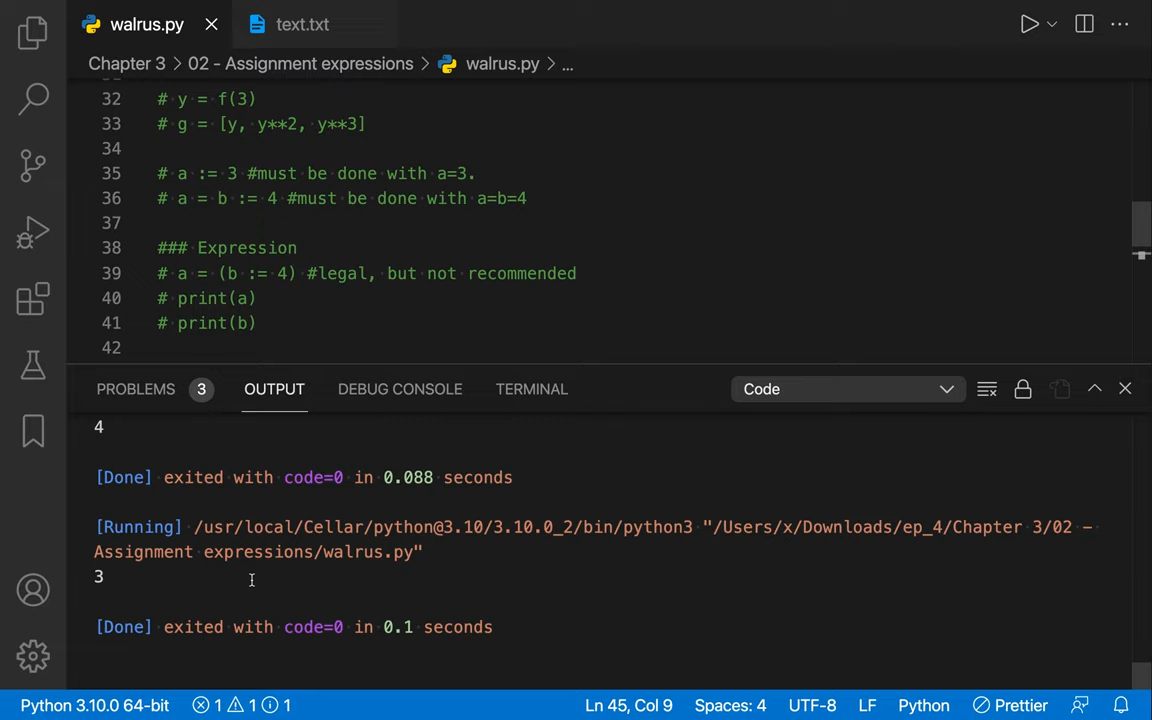 walrus.py
text.txt
Chapter 3 > 02 - Assignment expressions > walrus.py > ...
32 # y = f(3)
33 # g = [y, y**2, y**3]
34
35 # a := 3 #must be done with a=3.
36 # a = b := 4 #must be done with a=b=4
37
38 ### Expression
39 # a = (b := 4) #legal, but not recommended
40 # print(a)
41 # print(b)
42
PROBLEMS 3 OUTPUT DEBUG CONSOLE TERMINAL Code
4
[Done] exited with code=0 in 0.088 seconds
[Running] /usr/local/Cellar/python@3.10/3.10.0_2/bin/python3 "/Users/x/Downloads/ep_4/Chapter 3/02 -
Assignment expressions/walrus.py"
3
[Done] exited with code=0 in 0.1 seconds
Python 3.10.0 64-bit 1 1 1 Ln 45, Col 9 Spaces: 4 UTF-8 LF Python Prettier